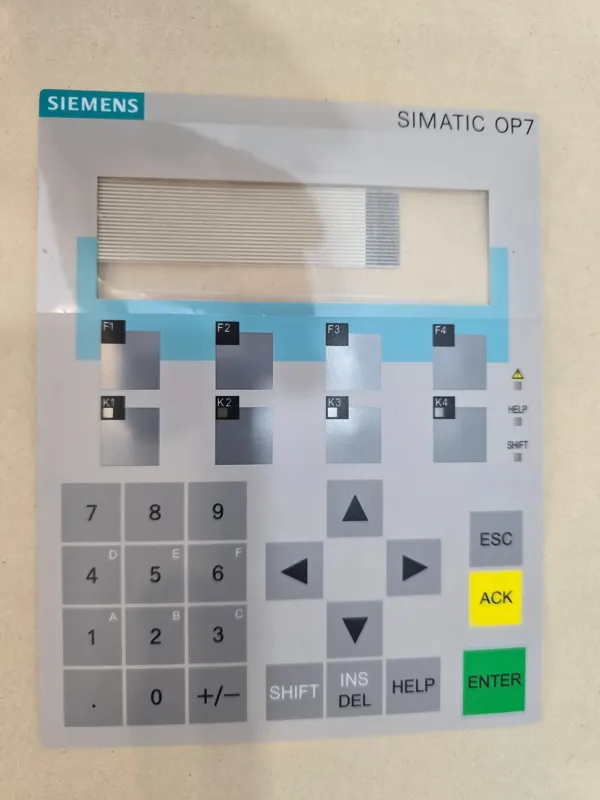 SIEMENS
SIMATIC OP7
F1 F2 F3 F4
K1 K2 K3 K4
HELP
SHIFT
7 8 9
ESC
D E F
4 5 6
ACK
A B C
1 2 3
SHIFT INS DEL HELP ENTER
. 0 +/−